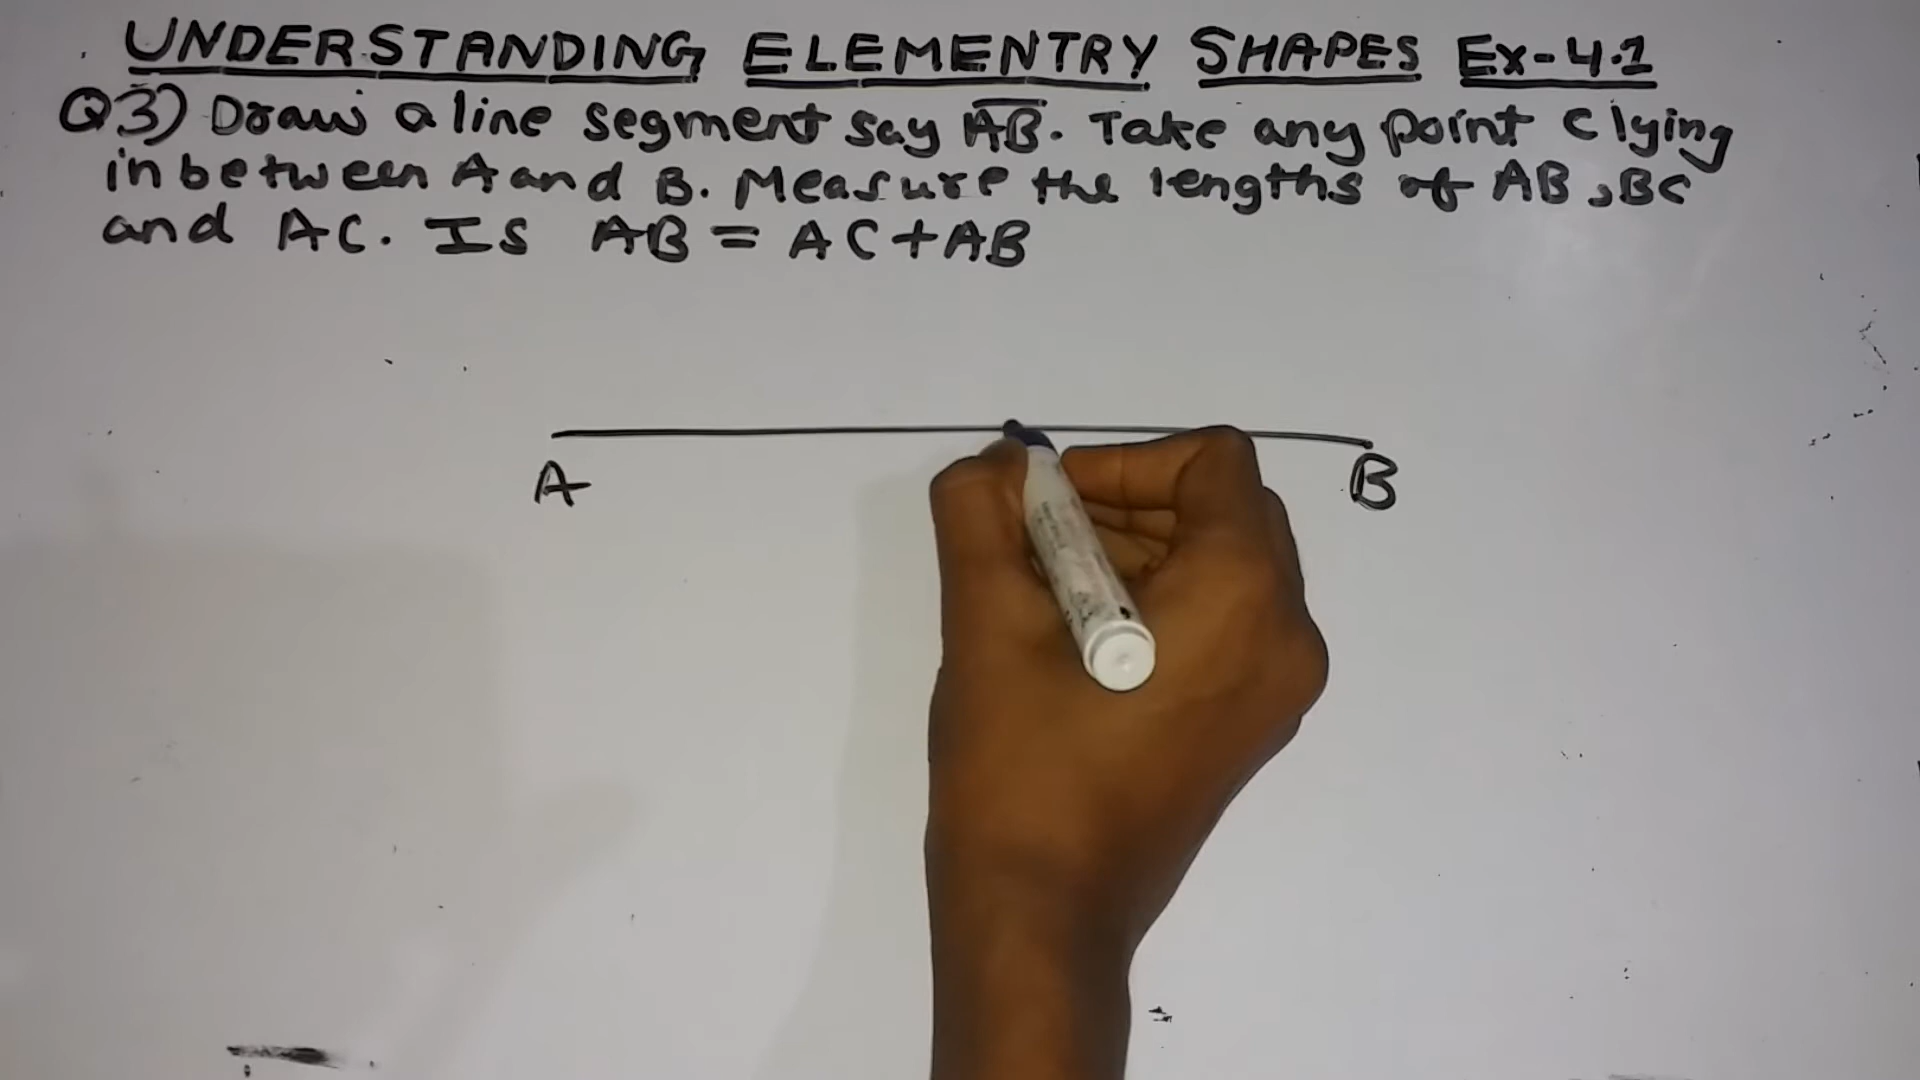 UNDERSTANDING ELEMENTRY SHAPES Ex-4.1
Q3) Draw a line segment say A̅B̅. Take any point C lying
in between A and B. Measure the lengths of AB, BC
and AC. Is AB = AC+AB
A B